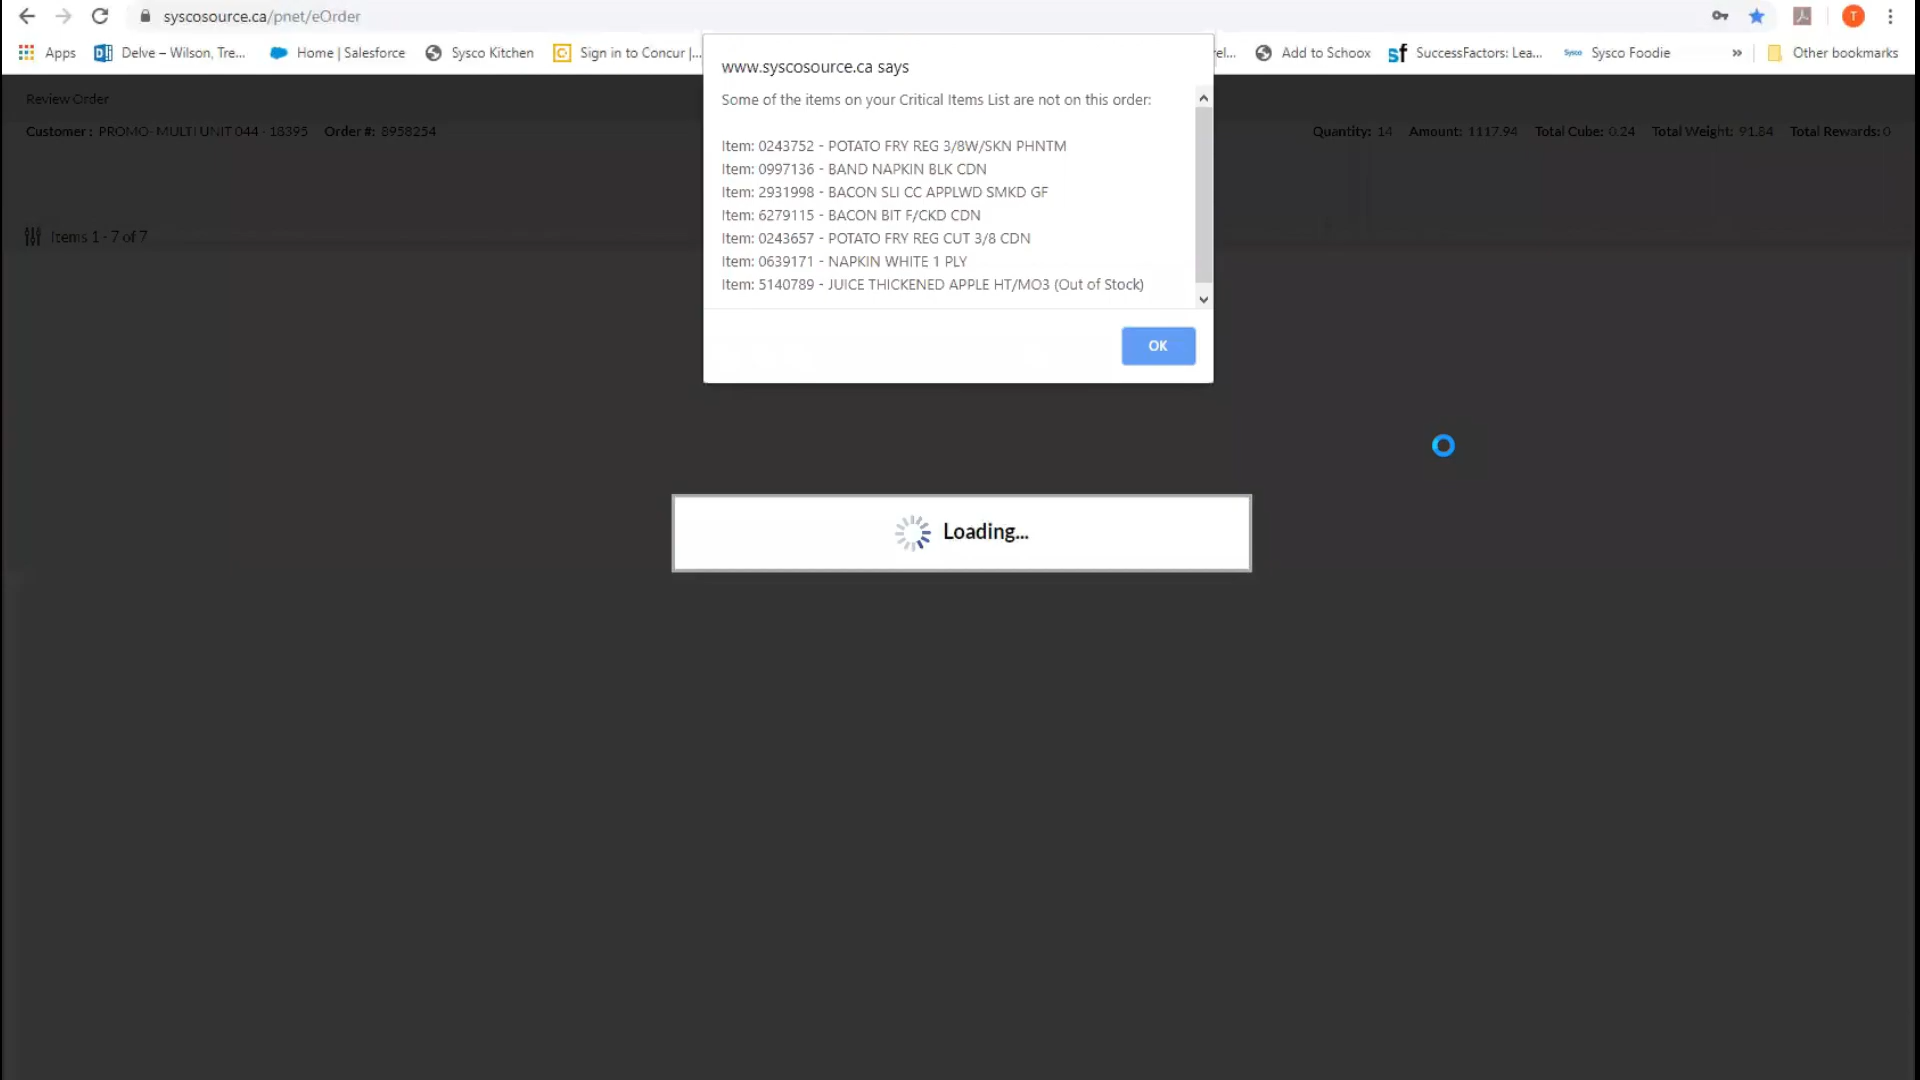 syscosource.ca/pnet/eOrder
T
Apps
Delve – Wilson, Tre...
Home | Salesforce
Sysco Kitchen
Sign in to Concur |...
rel...
Add to Schoox
SuccessFactors: Lea...
Sysco Foodie
»
Other bookmarks
www.syscosource.ca says
Some of the items on your Critical Items List are not on this order:
Item: 0243752 - POTATO FRY REG 3/8W/SKN PHNTM
Item: 0997136 - BAND NAPKIN BLK CDN
Item: 2931998 - BACON SLI CC APPLWD SMKD GF
Item: 6279115 - BACON BIT F/CKD CDN
Item: 0243657 - POTATO FRY REG CUT 3/8 CDN
Item: 0639171 - NAPKIN WHITE 1 PLY
Item: 5140789 - JUICE THICKENED APPLE HT/MO3 (Out of Stock)
OK
Review Order
Customer : PROMO- MULTI UNIT 044 - 18395 Order #: 8958254
Quantity: 14 Amount: 1117.94 Total Cube: 0.24 Total Weight: 91.84 Total Rewards: 0
Items 1 - 7 of 7
Loading...